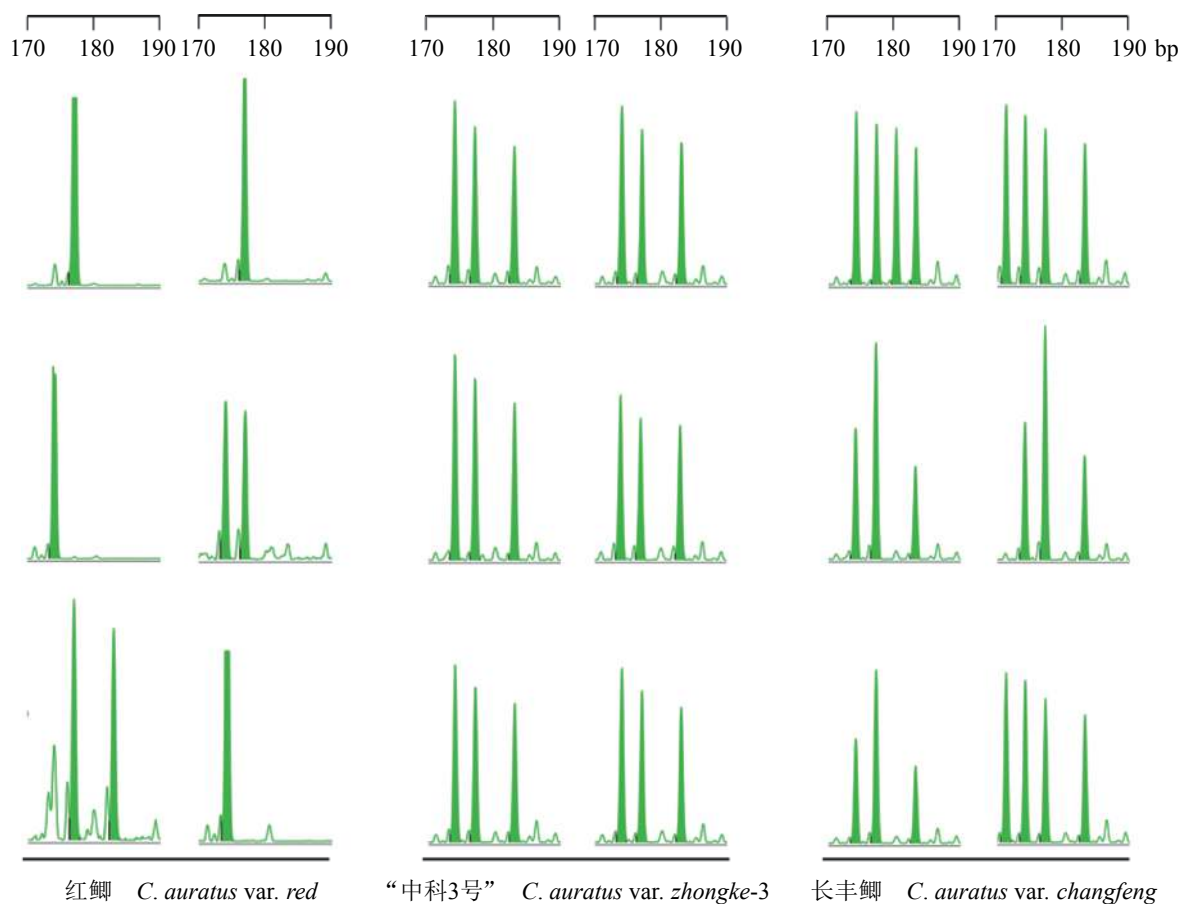 170 180 190 170 180 190 170 180 190 170 180 190 170 180 190 170 180 190 bp
红鲫 C. auratus var. red “中科3号” C. auratus var. zhongke-3 长丰鲫 C. auratus var. changfeng